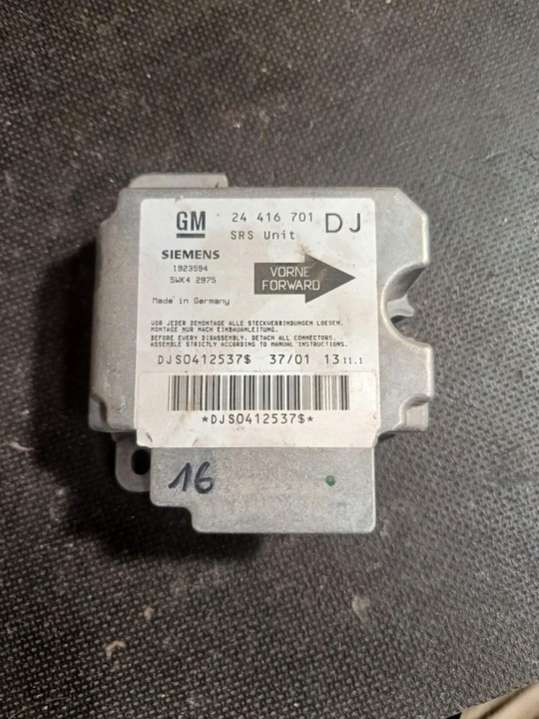 GM 24 416 701 DJ
SRS Unit
SIEMENS
1923594
5WK4 2975
VORNE
FORWARD
Made in Germany
VOR JEDER DEMONTAGE ALLE STECKVERBINDUNGEN LOESEN.
MONTAGE NUR NACH EINBAUANLEITUNG.
BEFORE EVERY DISASSEMBLY, DETACH ALL CONNECTORS.
ASSEMBLE STRICTLY ACCORDING TO MANUAL INSTRUCTIONS.
DJS0412537$ 37/01 13 11.1
*DJS0412537$*
16